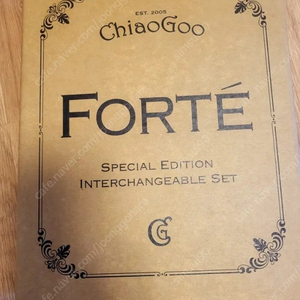 EST. 2005
ChiaoGoo
FORTÉ
SPECIAL EDITION
INTERCHANGEABLE SET
CG